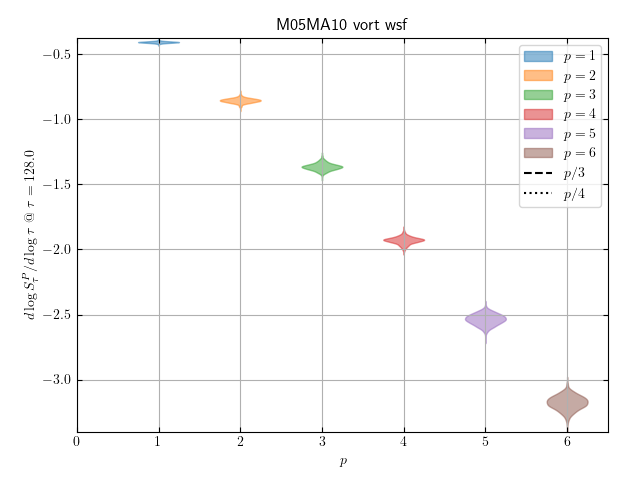 M05MA10 vort wsf
d log S_τ^P / d log τ @ τ = 128.0
−0.5
−1.0
−1.5
−2.0
−2.5
−3.0
0 1 2 3 4 5 6
p
p = 1
p = 2
p = 3
p = 4
p = 5
p = 6
p/3
p/4